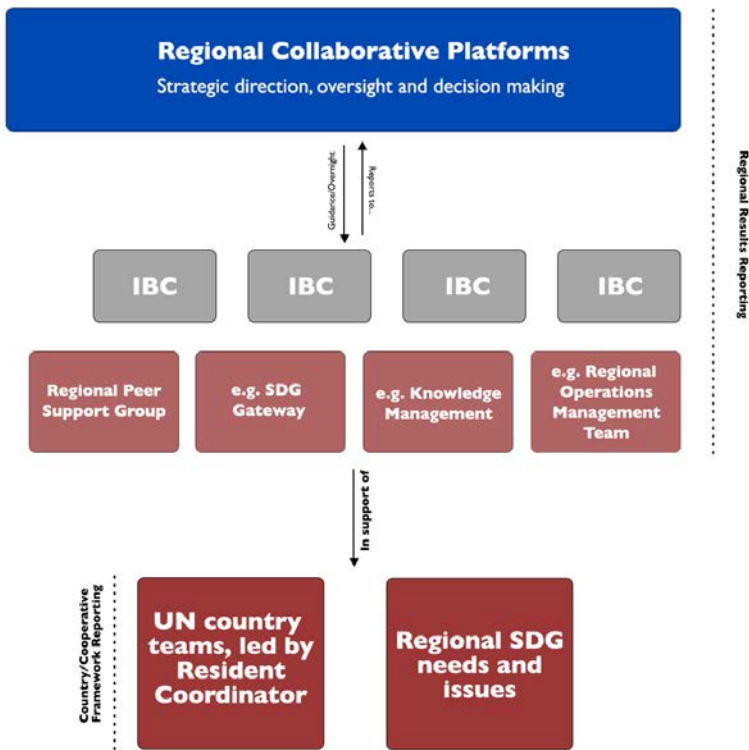 Regional Collaborative Platforms
Strategic direction, oversight and decision making
Guidance/Overnight
Reports to...
Regional Results Reporting
IBC
IBC
IBC
IBC
Regional Peer
Support Group
e.g. SDG
Gateway
e.g. Knowledge
Management
e.g. Regional
Operations
Management
Team
In support of
Country/Cooperative
Framework Reporting
UN country
teams, led by
Resident
Coordinator
Regional SDG
needs and
issues